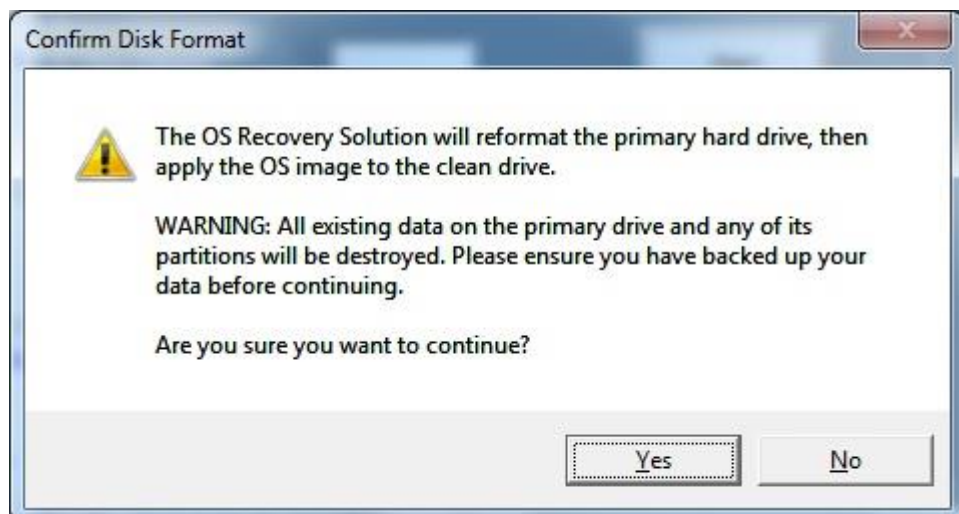 Confirm Disk Format
The OS Recovery Solution will reformat the primary hard drive, then
apply the OS image to the clean drive.
WARNING: All existing data on the primary drive and any of its
partitions will be destroyed. Please ensure you have backed up your
data before continuing.
Are you sure you want to continue?
Yes
No